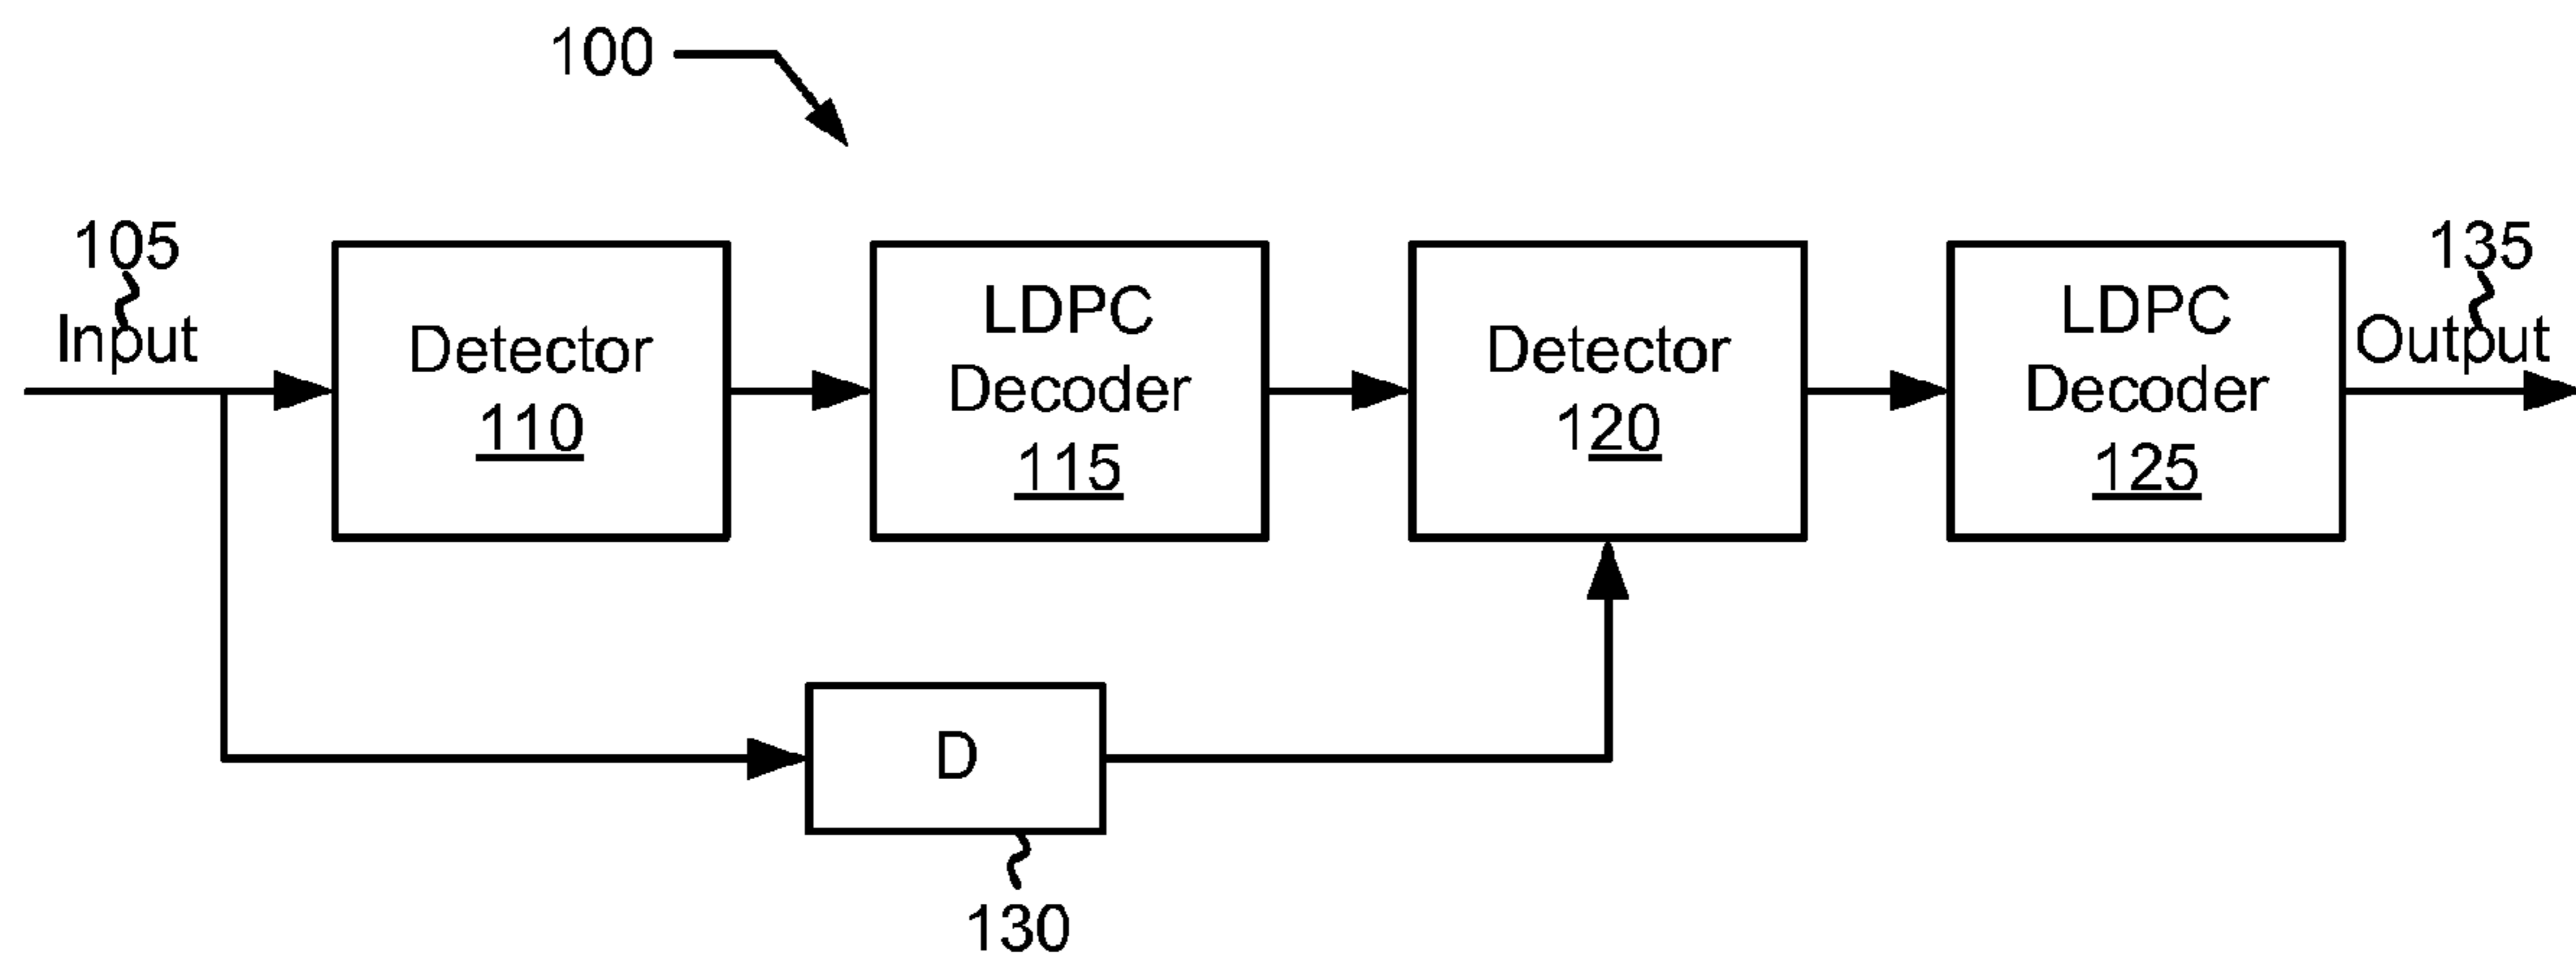 100
105
Input
Detector
110
LDPC
Decoder
115
Detector
120
LDPC
Decoder
125
135
Output
D
130